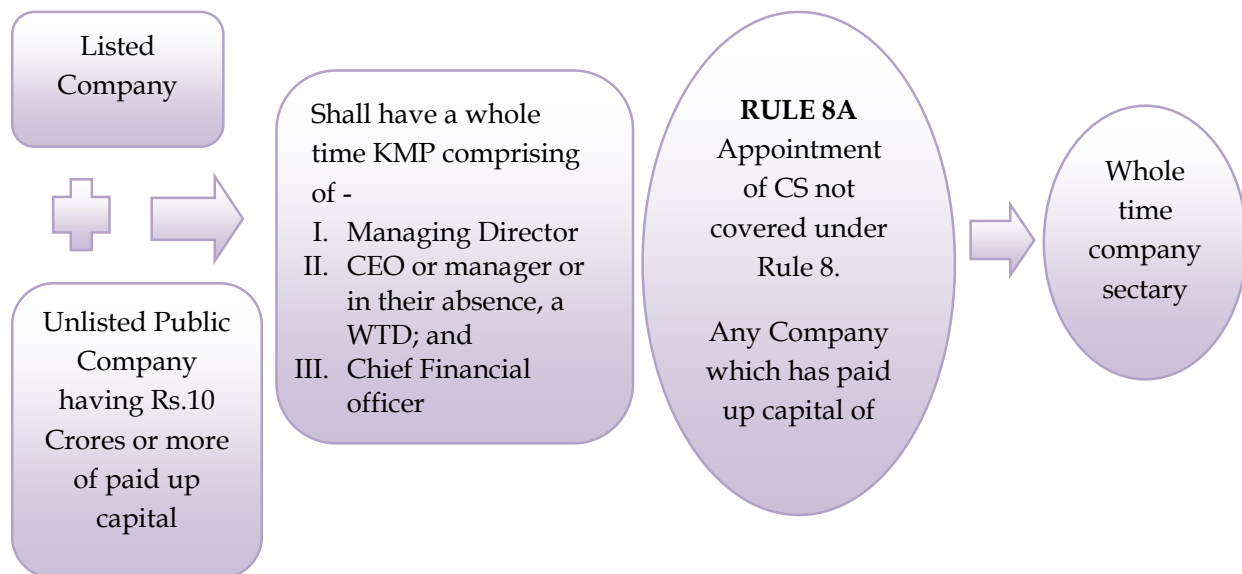 Listed
Company
Unlisted Public
Company
having Rs.10
Crores or more
of paid up
capital
Shall have a whole
time KMP comprising
of -
I. Managing Director
II. CEO or manager or
in their absence, a
WTD; and
III. Chief Financial
officer
RULE 8A
Appointment
of CS not
covered under
Rule 8.
Any Company
which has paid
up capital of
Whole
time
company
sectary